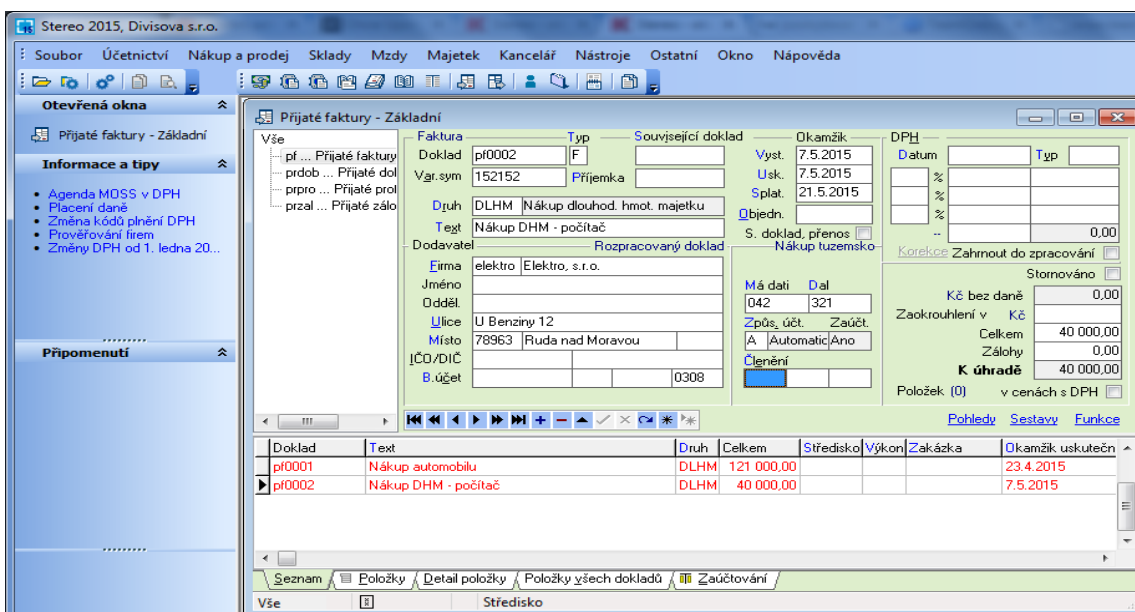 Stereo 2015, Divisova s.r.o.
Soubor Účetnictví Nákup a prodej Sklady Mzdy Majetek Kancelář Nástroje Ostatní Okno Nápověda
Otevřená okna
Přijaté faktury - Základní
Informace a tipy
Agenda MOSS v DPH
Placení daně
Změna kódů plnění DPH
Prověřování firem
Změny DPH od 1. ledna 20...
Připomenutí
Přijaté faktury - Základní
Vše
pf ... Přijaté faktury
prdob ... Přijaté dol
prpro ... Přijaté prol
przal ... Přijaté zálo
Faktura Typ Související doklad Okamžik
Doklad pf0002 F Vyst. 7.5.2015
Var.sym 152152 Příjemka Usk. 7.5.2015
Splat. 21.5.2015
Druh DLHM Nákup dlouhod. hmot. majetku Objedn.
Text Nákup DHM - počítač S. doklad, přenos
Dodavatel Rozpracovaný doklad Nákup tuzemsko
Firma elektro Elektro, s.r.o.
Jméno Má dati Dal
Odděl. 042 321
Ulice U Benziny 12 Způs. účt. Zaúčt.
Místo 78963 Ruda nad Moravou A Automatic Ano
IČO/DIČ Členění
B.účet 0308
DPH
Datum Typ
%
%
%
-- 0,00
Korekce Zahrnout do zpracování
Stornováno
Kč bez daně 0,00
Zaokrouhlení v Kč
Celkem 40 000,00
Zálohy 0,00
K úhradě 40 000,00
Položek (0) v cenách s DPH
Pohledy Sestavy Funkce
Doklad Text Druh Celkem Středisko Výkon Zakázka Okamžik uskutečn
pf0001 Nákup automobilu DLHM 121 000,00 23.4.2015
pf0002 Nákup DHM - počítač DLHM 40 000,00 7.5.2015
Seznam Položky Detail položky Položky všech dokladů Zaúčtování
Vše Středisko